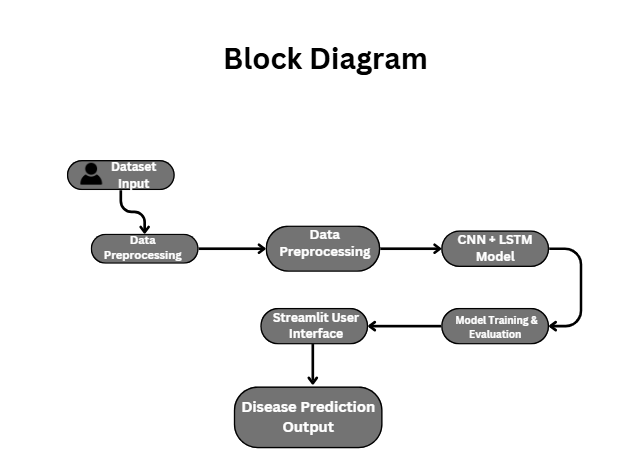 Block Diagram
Dataset
Input
Data
Preprocessing
Data
Preprocessing
CNN + LSTM
Model
Model Training &
Evaluation
Streamlit User
Interface
Disease Prediction
Output